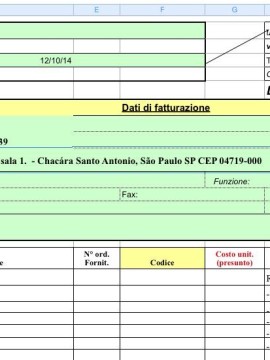 E F G
12/10/14
Dati di fatturazione
39
sala 1. - Chacára Santo Antonio, São Paulo SP CEP 04719-000
Funzione:
Fax:
N° ord. Fornit. Codice Costo unit. (presunto)